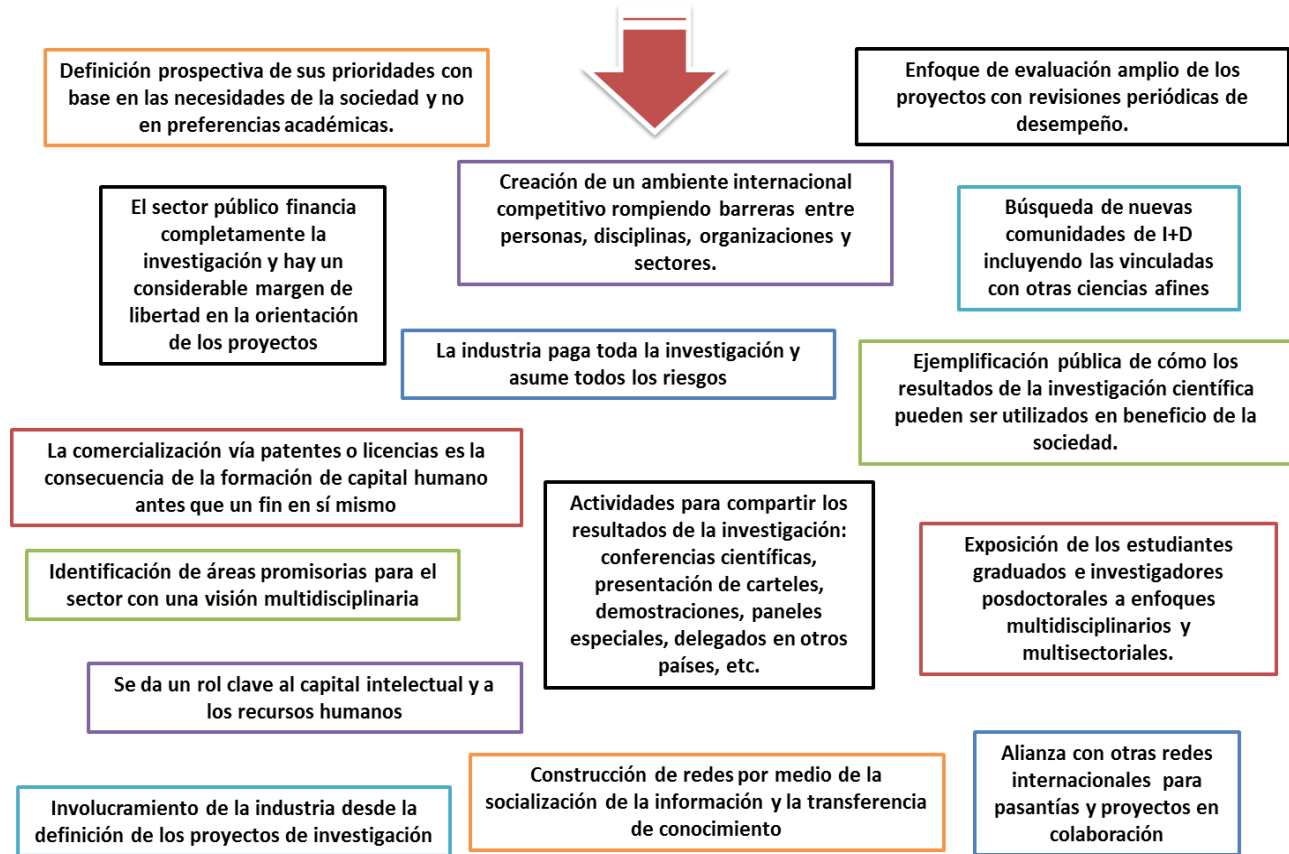 Definición prospectiva de sus prioridades con
base en las necesidades de la sociedad y no
en preferencias académicas.
Enfoque de evaluación amplio de los
proyectos con revisiones periódicas de
desempeño.
Creación de un ambiente internacional
competitivo rompiendo barreras entre
personas, disciplinas, organizaciones y
sectores.
El sector público financia
completamente la
investigación y hay un
considerable margen de
libertad en la orientación
de los proyectos
Búsqueda de nuevas
comunidades de I+D
incluyendo las vinculadas
con otras ciencias afines
La industria paga toda la investigación y
asume todos los riesgos
Ejemplificación pública de cómo los
resultados de la investigación científica
pueden ser utilizados en beneficio de la
sociedad.
La comercialización vía patentes o licencias es la
consecuencia de la formación de capital humano
antes que un fin en sí mismo
Actividades para compartir los
resultados de la investigación:
conferencias científicas,
presentación de carteles,
demostraciones, paneles
especiales, delegados en otros
países, etc.
Exposición de los estudiantes
graduados e investigadores
posdoctorales a enfoques
multidisciplinarios y
multisectoriales.
Identificación de áreas promisorias para el
sector con una visión multidisciplinaria
Se da un rol clave al capital intelectual y a
los recursos humanos
Alianza con otras redes
internacionales para
pasantías y proyectos en
colaboración
Construcción de redes por medio de la
socialización de la información y la transferencia
de conocimiento
Involucramiento de la industria desde la
definición de los proyectos de investigación